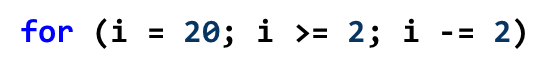 for (i = 20; i >= 2; i -= 2)